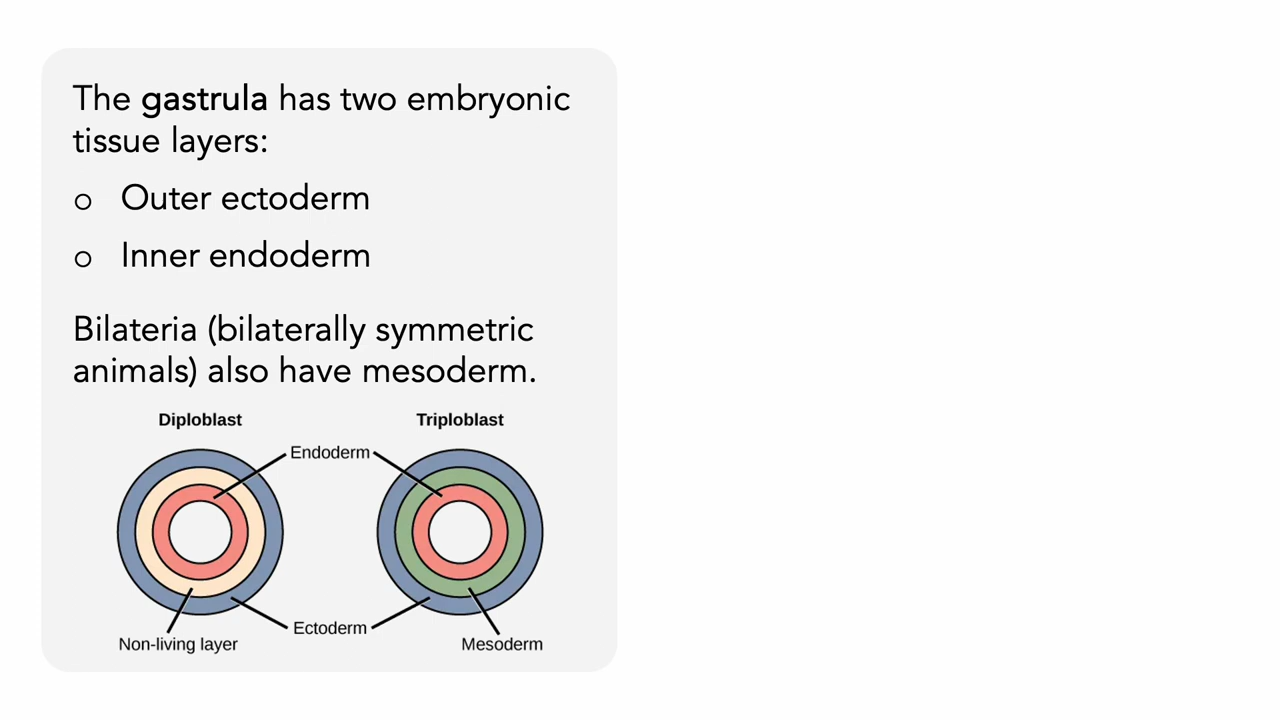 The gastrula has two embryonic
tissue layers:
o Outer ectoderm
o Inner endoderm
Bilateria (bilaterally symmetric
animals) also have mesoderm.
Diploblast
Triploblast
Endoderm
Ectoderm
Non-living layer
Mesoderm